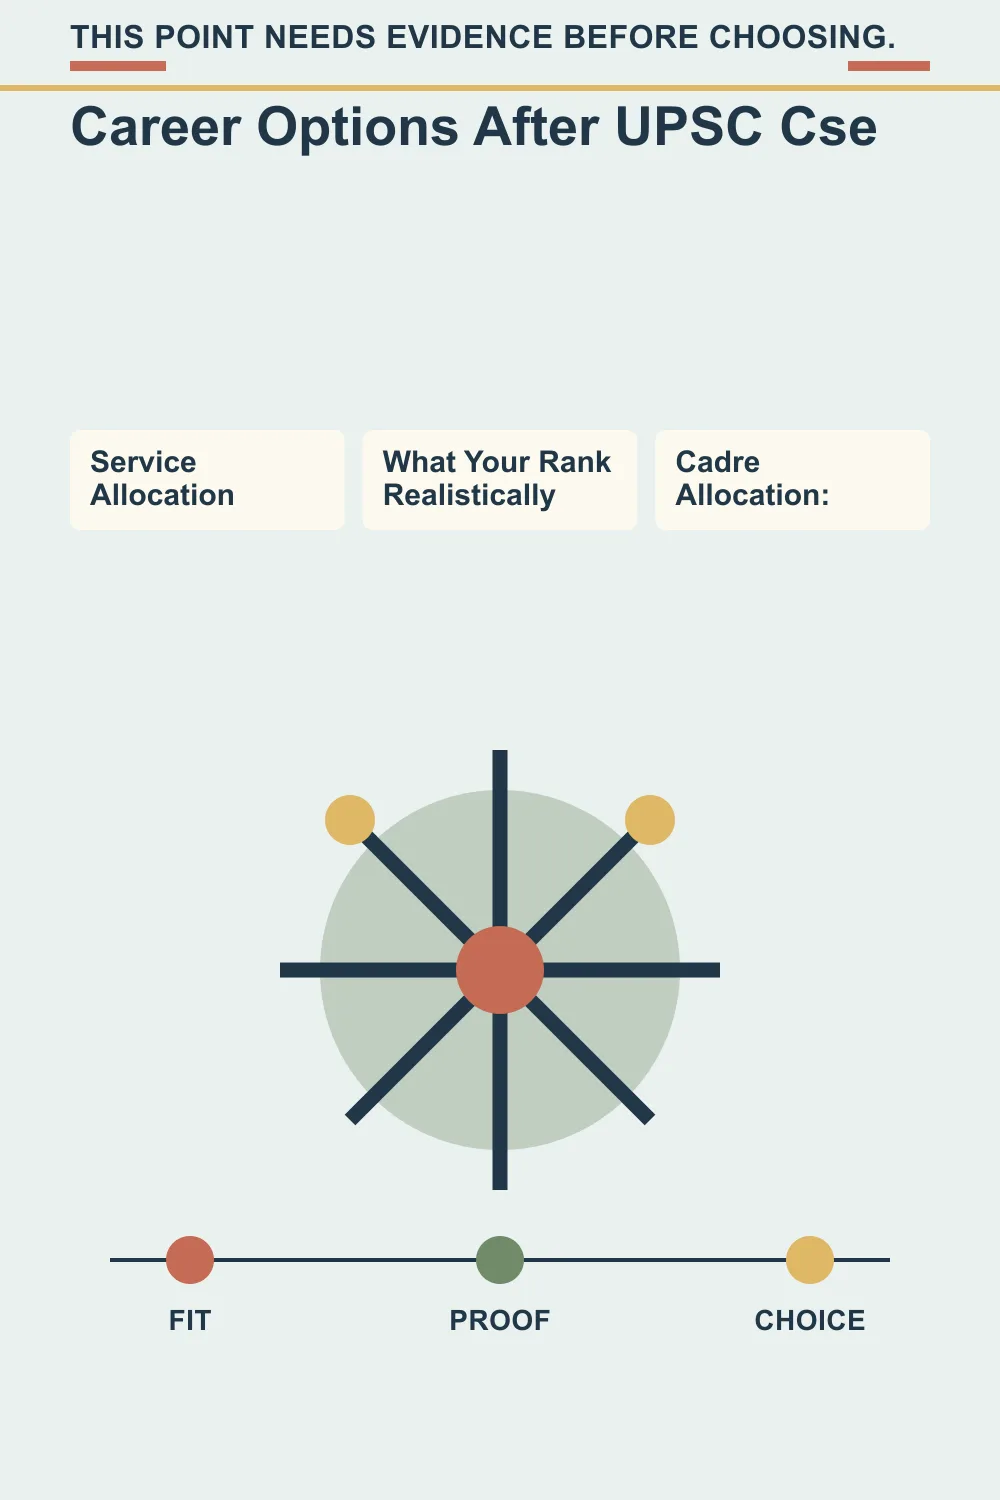 THIS POINT NEEDS EVIDENCE BEFORE CHOOSING.
Career Options After UPSC Cse
Service
Allocation
What Your Rank
Realistically
Cadre
Allocation:
FIT
PROOF
CHOICE